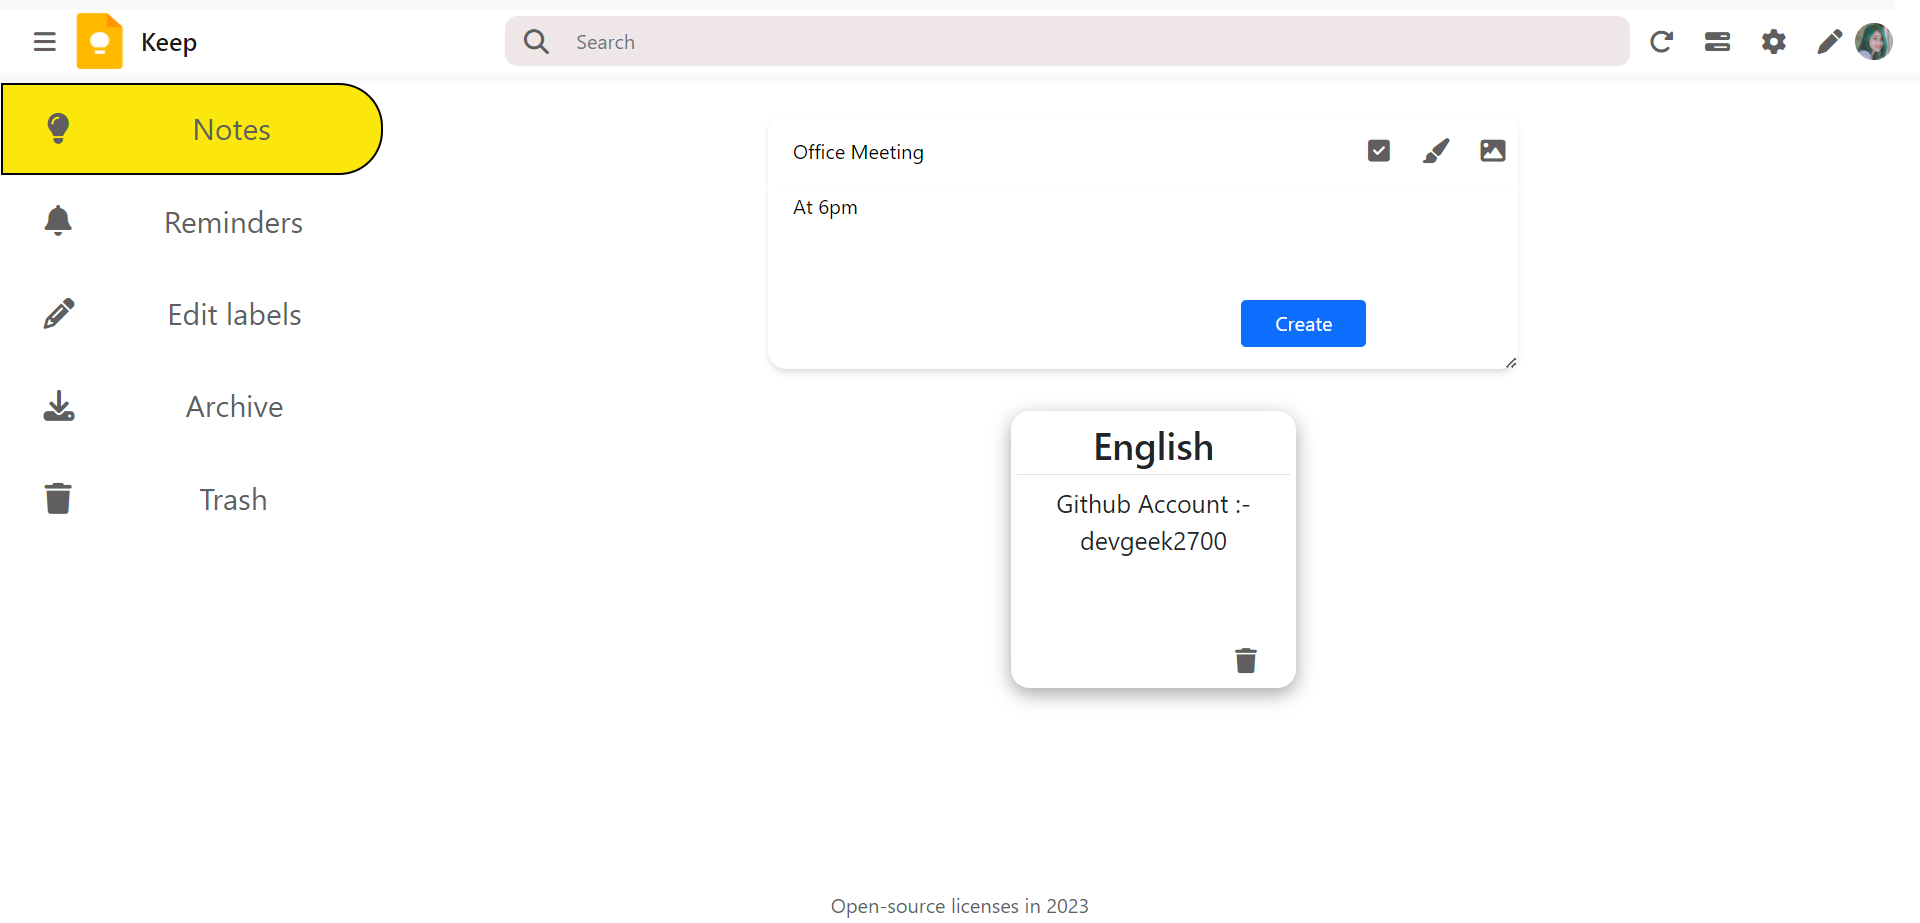 Keep
Search
Notes
Reminders
Edit labels
Archive
Trash
Office Meeting
At 6pm
Create
English
Github Account :-
devgeek2700
Open-source licenses in 2023